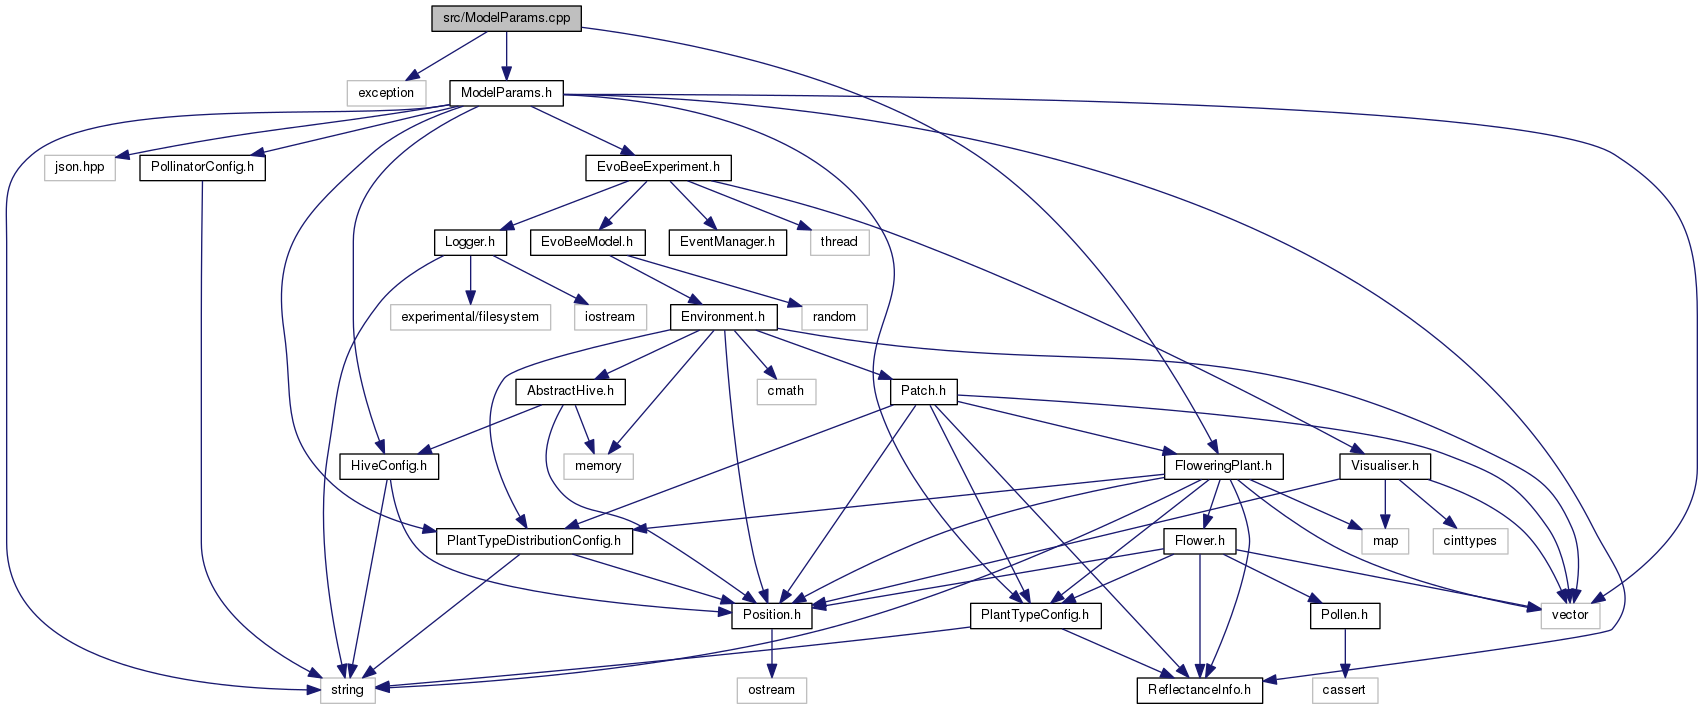 src/ModelParams.cpp
exception
ModelParams.h
json.hpp
PollinatorConfig.h
EvoBeeExperiment.h
Logger.h
EvoBeeModel.h
EventManager.h
thread
experimental/filesystem
iostream
Environment.h
random
AbstractHive.h
cmath
Patch.h
HiveConfig.h
memory
FloweringPlant.h
Visualiser.h
PlantTypeDistributionConfig.h
Flower.h
map
cinttypes
Position.h
PlantTypeConfig.h
Pollen.h
vector
string
ostream
ReflectanceInfo.h
cassert